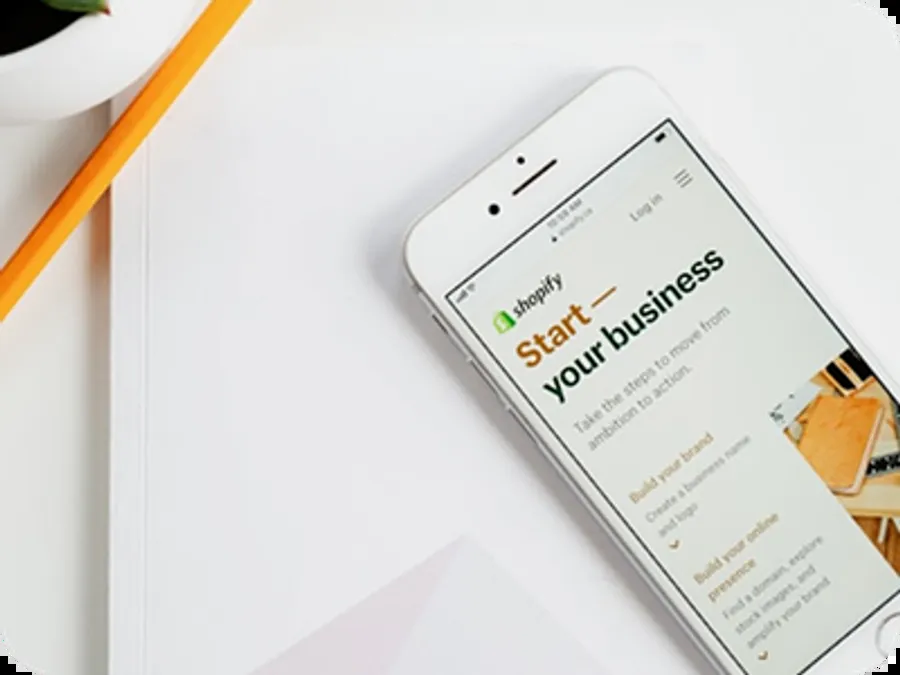 10:58 AM
shopify.co
Log in
shopify
Start —
your business
Take the steps to move from
ambition to action.
Build your brand
Create a business name
and logo
Build your online
presence
Find a domain, explore
stock images, and
amplify your brand